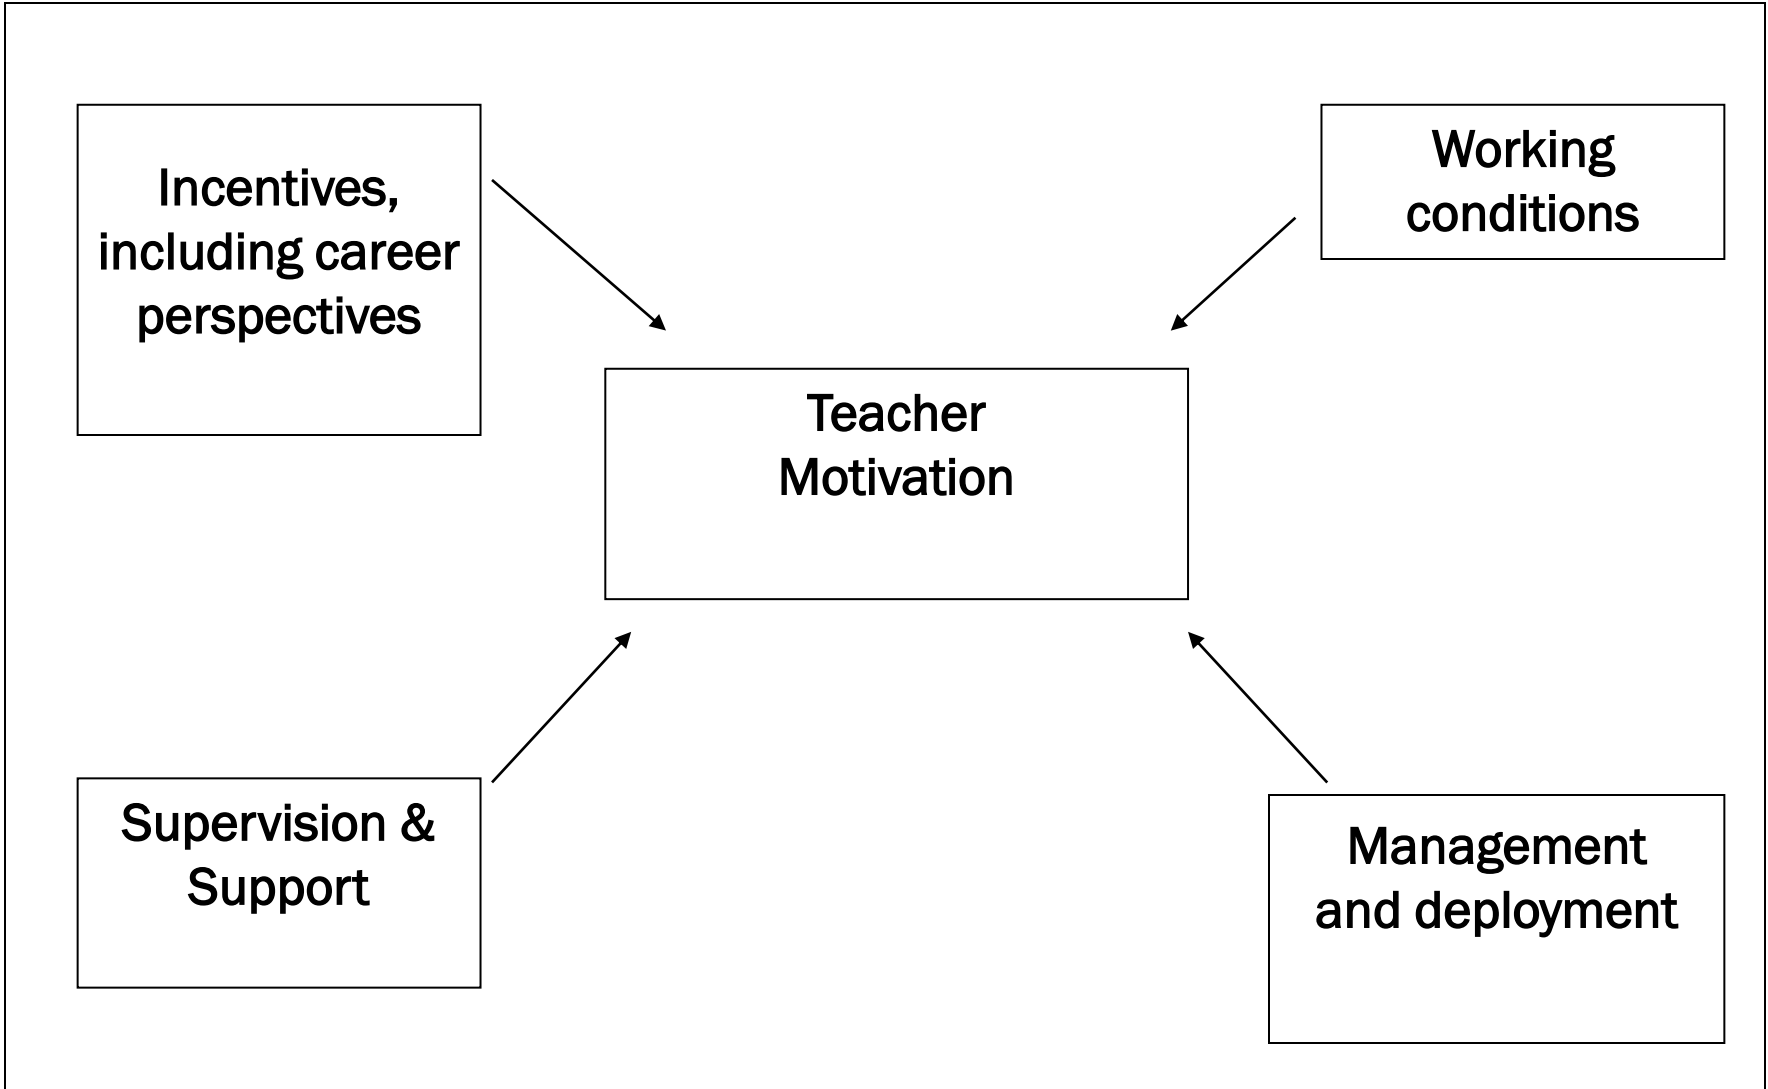 Incentives,
including career
perspectives
Working
conditions
Teacher
Motivation
Supervision &
Support
Management
and deployment